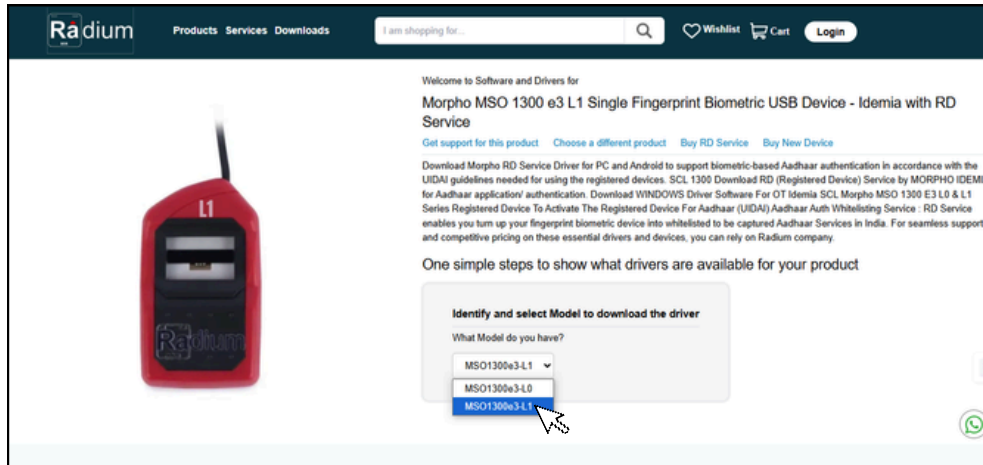 Radium
Products Services Downloads
I am shopping for...
Wishlist
Cart
Login
Welcome to Software and Drivers for
Morpho MSO 1300 e3 L1 Single Fingerprint Biometric USB Device - Idemia with RD
Service
Get support for this product Choose a different product Buy RD Service Buy New Device
Download Morpho RD Service Driver for PC and Android to support biometric-based Aadhaar authentication in accordance with the
UIDAI guidelines needed for using the registered devices. SCL 1300 Download RD (Registered Device) Service by MORPHO IDEMI
for Aadhaar application/ authentication. Download WINDOWS Driver Software For OT Idemia SCL Morpho MSO 1300 E3 L0 & L1
Series Registered Device To Activate The Registered Device For Aadhaar (UIDAI) Aadhaar Auth Whitelisting Service : RD Service
enables you turn up your fingerprint biometric device into whitelisted to be captured Aadhaar Services in India. For seamless support
and competitive pricing on these essential drivers and devices, you can rely on Radium company.
One simple steps to show what drivers are available for your product
L1
Radium
Identify and select Model to download the driver
What Model do you have?
MSO1300e3-L1
MSO1300e3-L0
MSO1300e3-L1